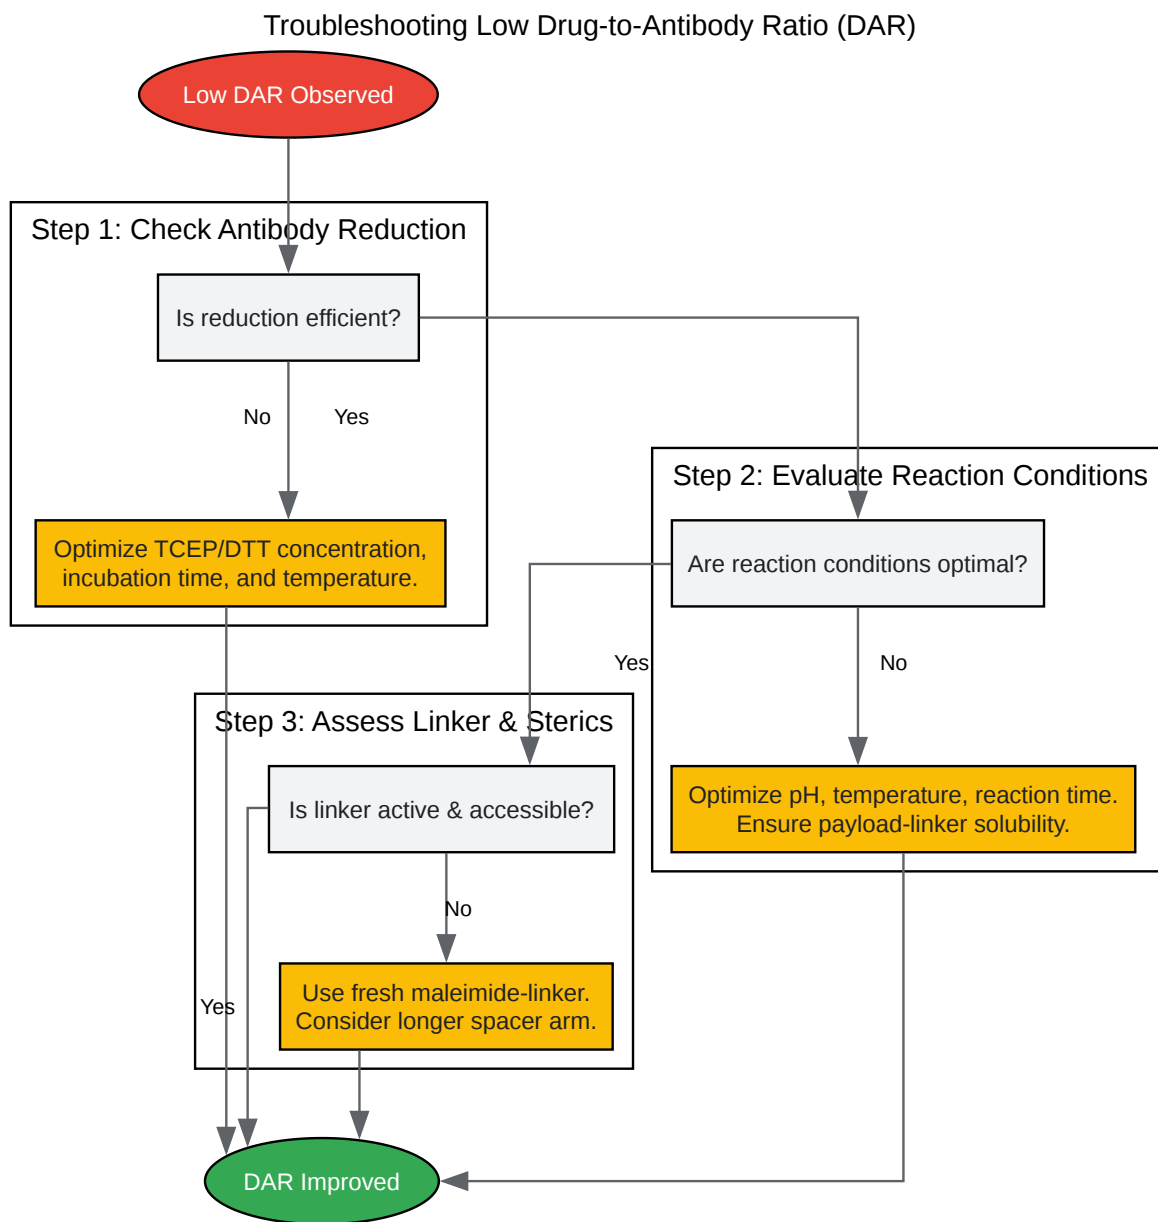 Troubleshooting Low Drug-to-Antibody Ratio (DAR)
Low DAR Observed
Step 1: Check Antibody Reduction
Is reduction efficient?
No
Yes
Optimize TCEP/DTT concentration,
incubation time, and temperature.
Step 2: Evaluate Reaction Conditions
Are reaction conditions optimal?
Yes
No
Optimize pH, temperature, reaction time.
Ensure payload-linker solubility.
Step 3: Assess Linker & Sterics
Is linker active & accessible?
No
Yes
Use fresh maleimide-linker.
Consider longer spacer arm.
DAR Improved